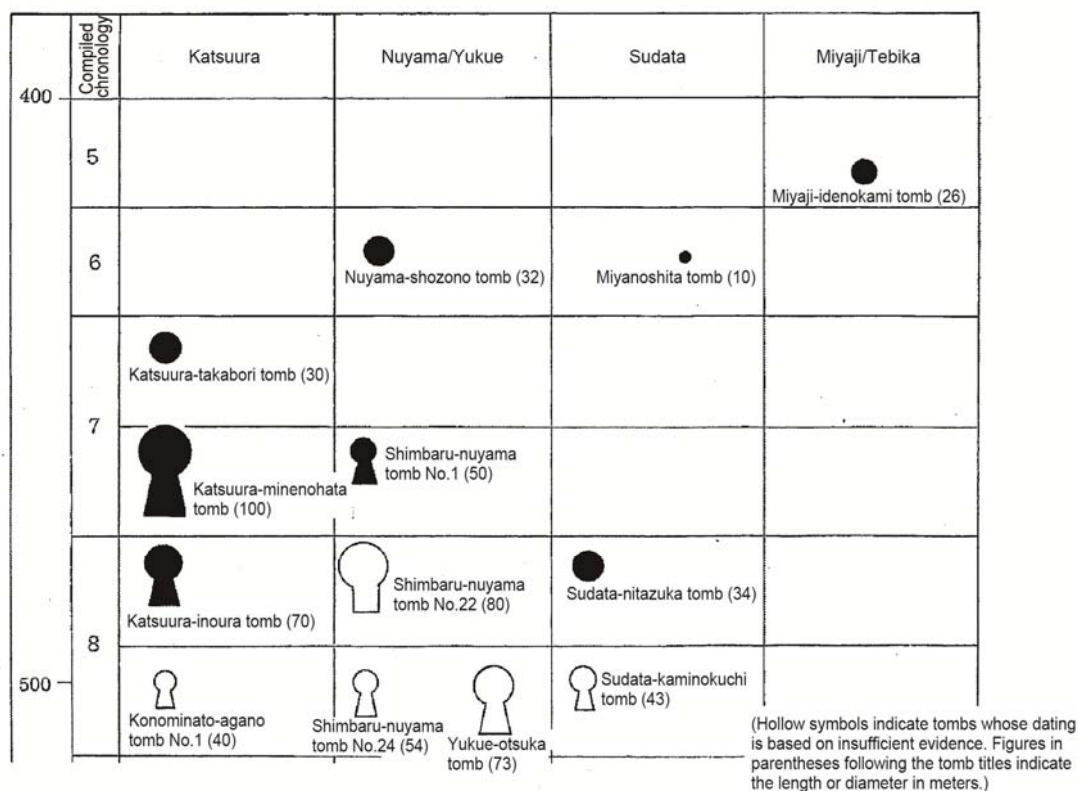 Compiled
chronology
Katsuura
Nuyama/Yukue
Sudata
Miyaji/Tebika
400
5
Miyaji-idenokami tomb (26)
6
Nuyama-shozono tomb (32)
Miyanoshita tomb (10)
Katsuura-takabori tomb (30)
7
Katsuura-minenohata
tomb (100)
Shimbaru-nuyama
tomb No.1 (50)
Katsuura-inoura tomb (70)
Shimbaru-nuyama
tomb No.22 (80)
Sudata-nitazuka tomb (34)
8
500
Konominato-agano
tomb No.1 (40)
Shimbaru-nuyama
tomb No.24 (54)
Yukue-otsuka
tomb (73)
Sudata-kaminokuchi
tomb (43)
(Hollow symbols indicate tombs whose dating
is based on insufficient evidence. Figures in
parentheses following the tomb titles indicate
the length or diameter in meters.)